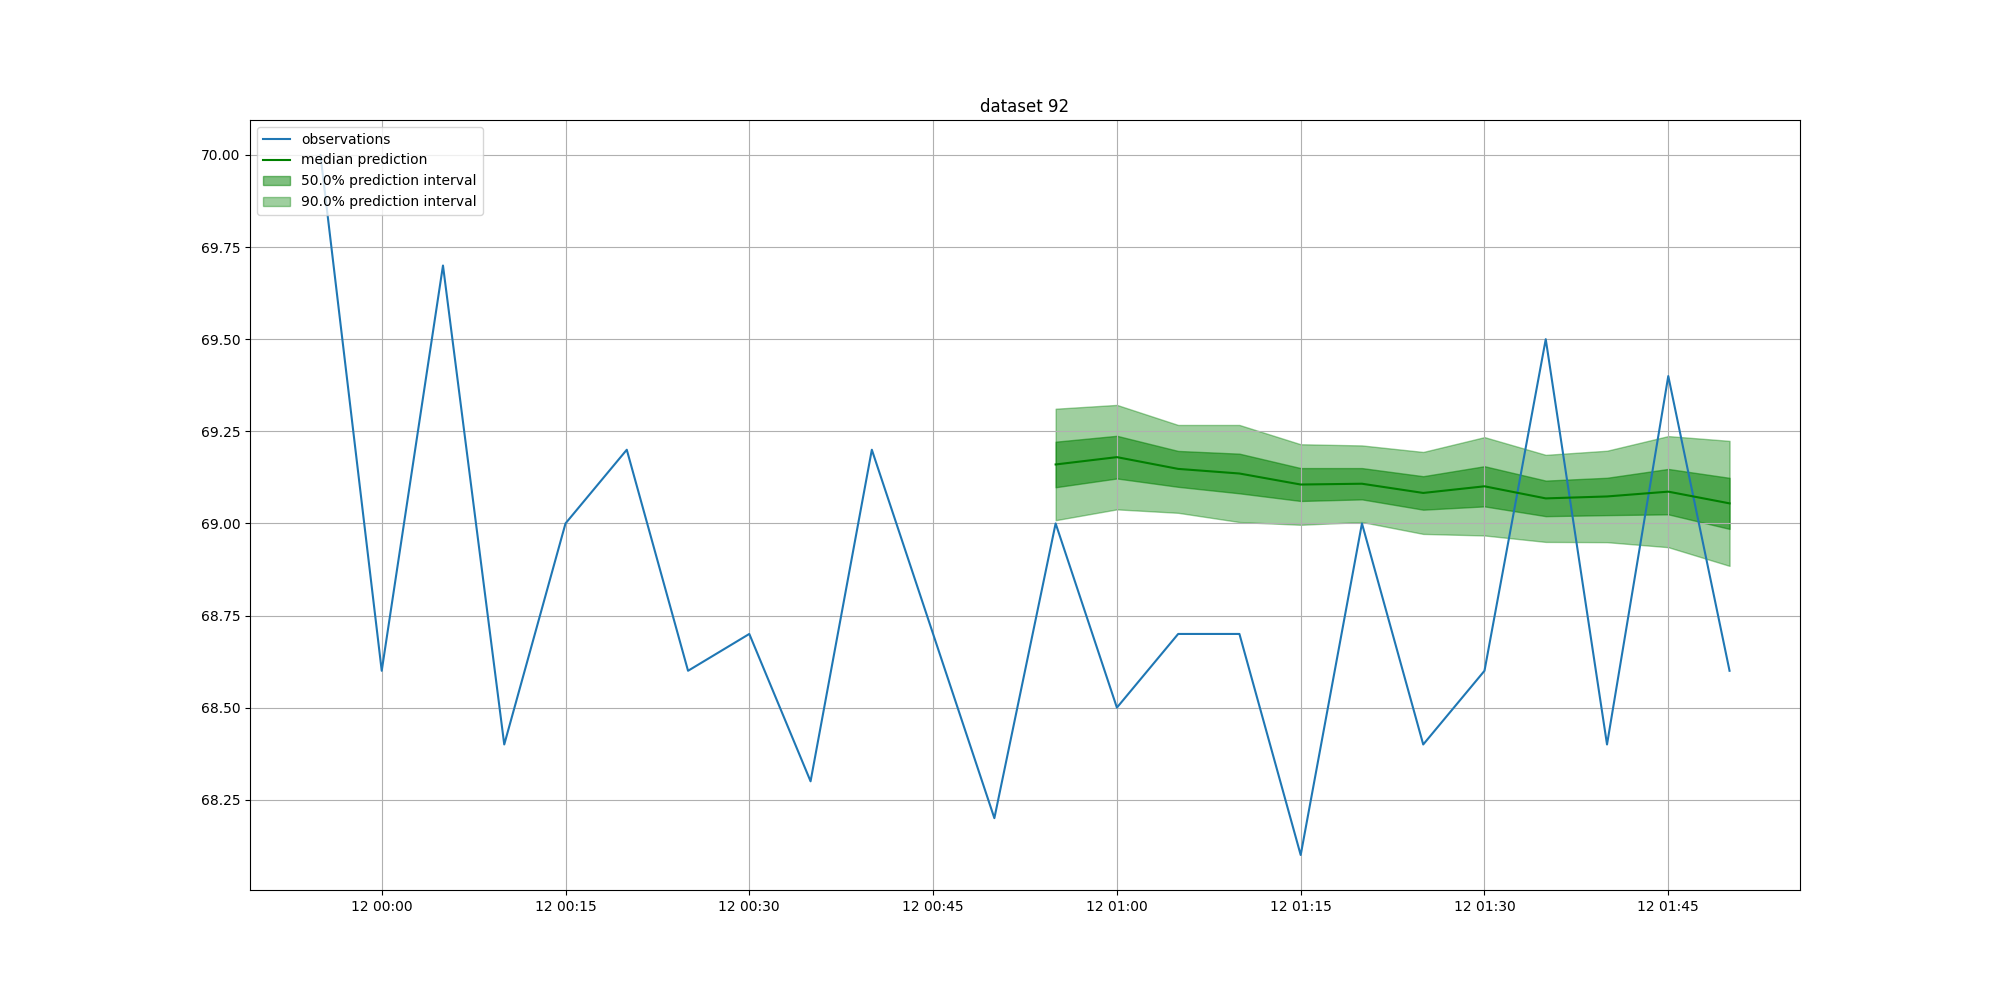 dataset 92
observations
median prediction
50.0% prediction interval
90.0% prediction interval
70.00
69.75
69.50
69.25
69.00
68.75
68.50
68.25
12 00:00 12 00:15 12 00:30 12 00:45 12 01:00 12 01:15 12 01:30 12 01:45